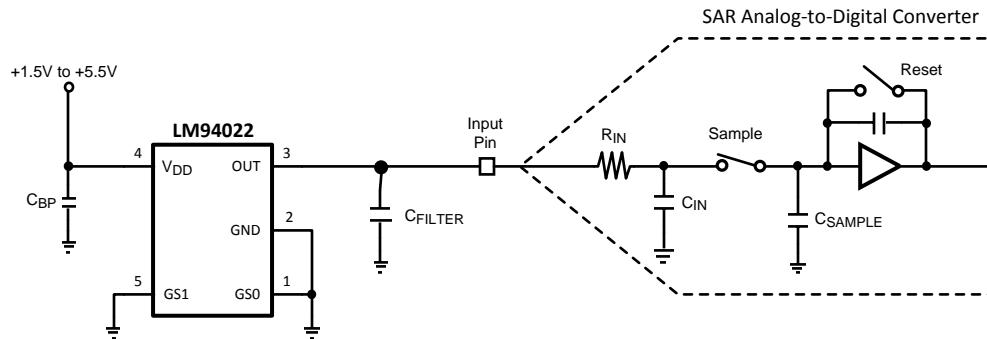 SAR Analog-to-Digital Converter
+1.5V to +5.5V
Reset
LM94022
Input
Pin
RIN
Sample
4
VDD
OUT
3
CBP
CIN
CFILTER
CSAMPLE
GND
2
5
GS1
GS0
1